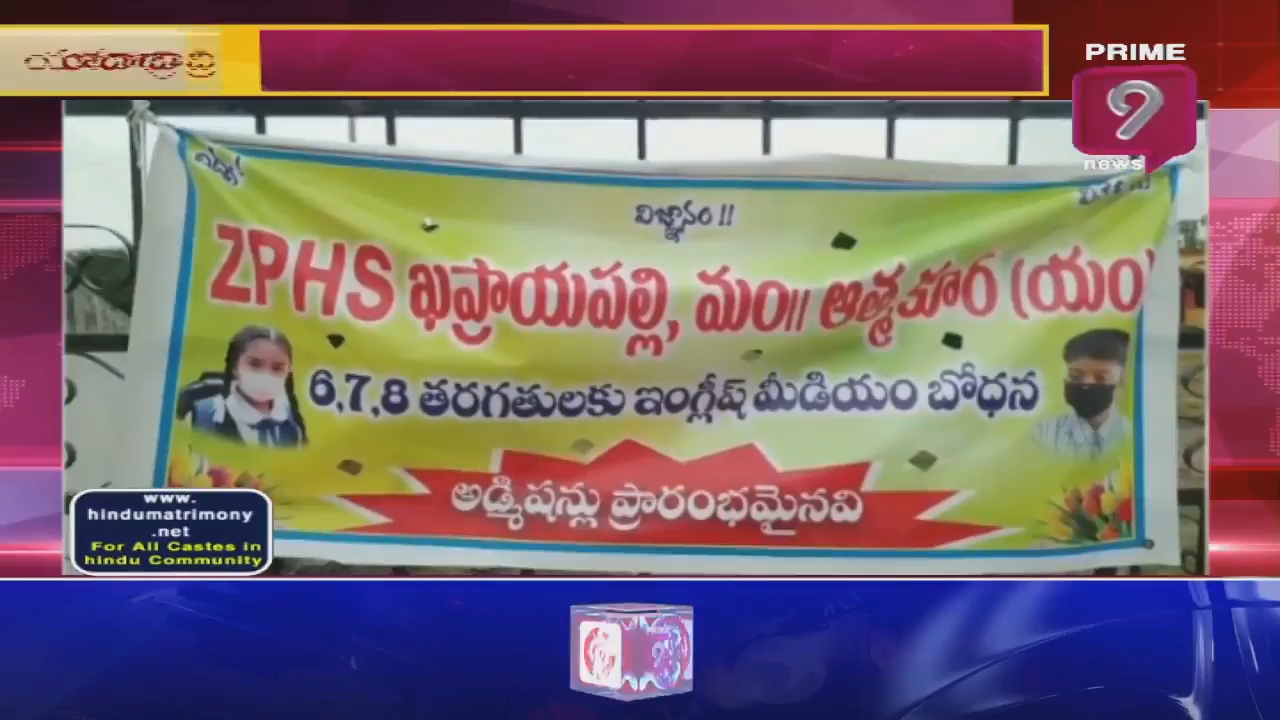 యాదాద్రి
PRIME
9
news
విజ్ఞానం !!
ZPHS ఖప్రాయపల్లి, మం॥ ఆత్మకూర (యం)
6,7,8 తరగతులకు ఇంగ్లీష్ మీడియం బోధన
అడ్మిషన్లు ప్రారంభమైనవి
www.
hindumatrimony
.net
For All Castes in
hindu Community